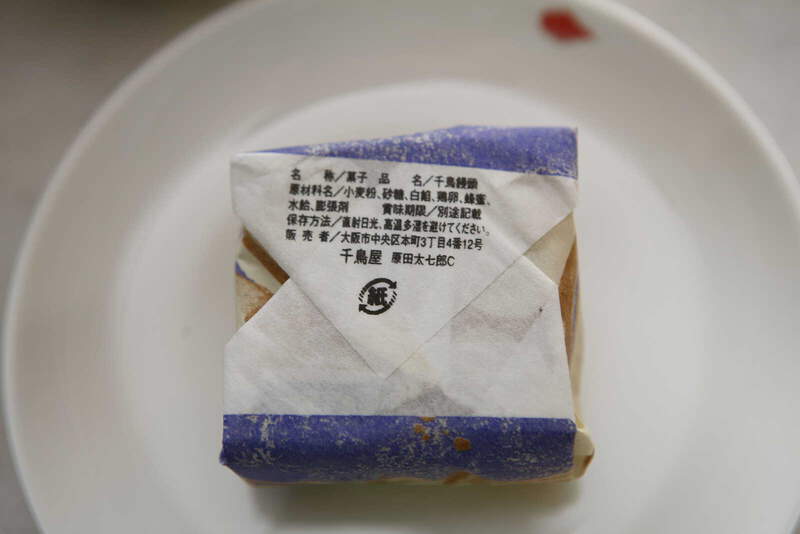 名 称/菓子 品 名/千鳥饅頭
原材料名/小麦粉、砂糖、白餡、鶏卵、蜂蜜、
水飴、膨張剤 賞味期限/別途記載
保存方法/直射日光、高温多湿を避けてください。
販 売 者/大阪市中央区本町3丁目4番12号
千鳥屋 原田太七郎C
紙